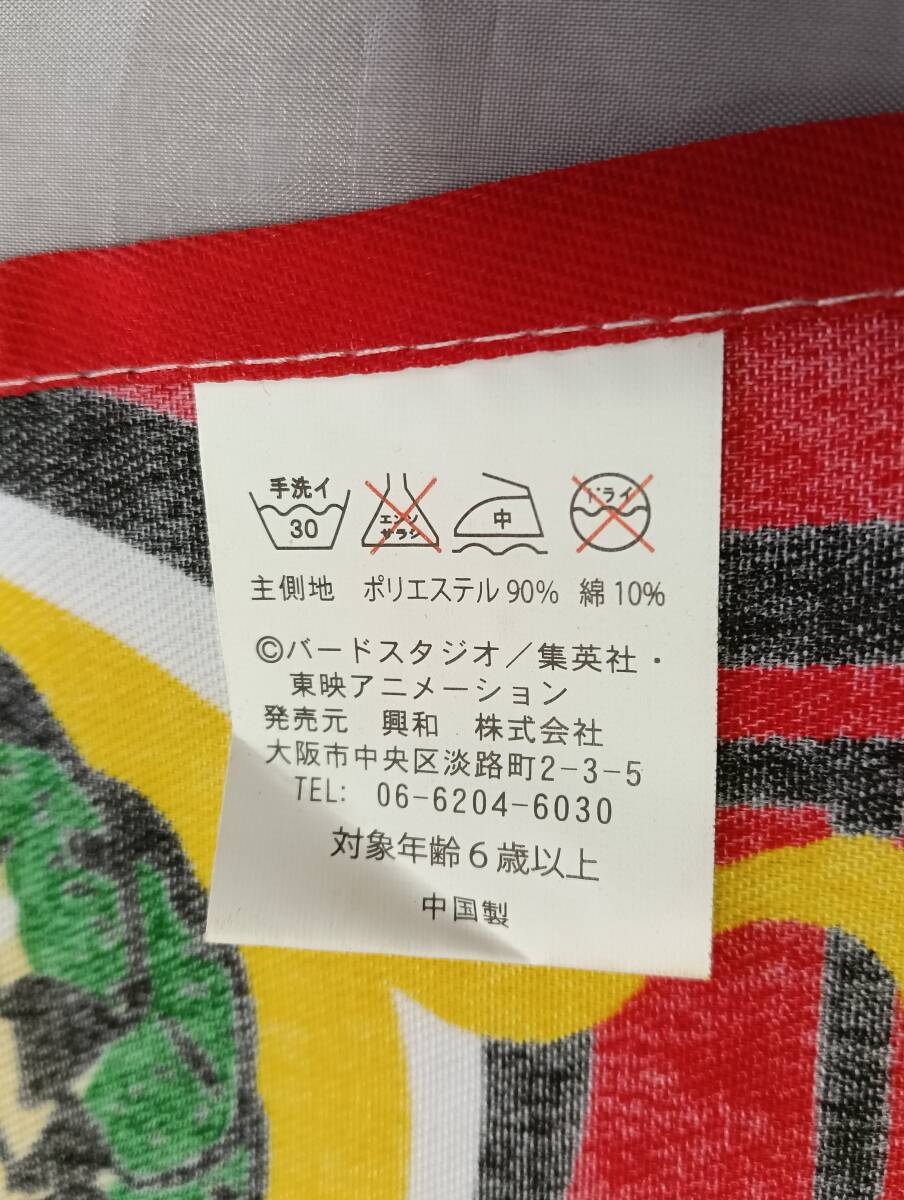 手洗イ 30 エンソサラシ 中 ドライ
主側地 ポリエステル 90% 綿 10%
©バードスタジオ／集英社・
東映アニメーション
発売元 興和 株式会社
大阪市中央区淡路町2-3-5
TEL: 06-6204-6030
対象年齢６歳以上
中国製